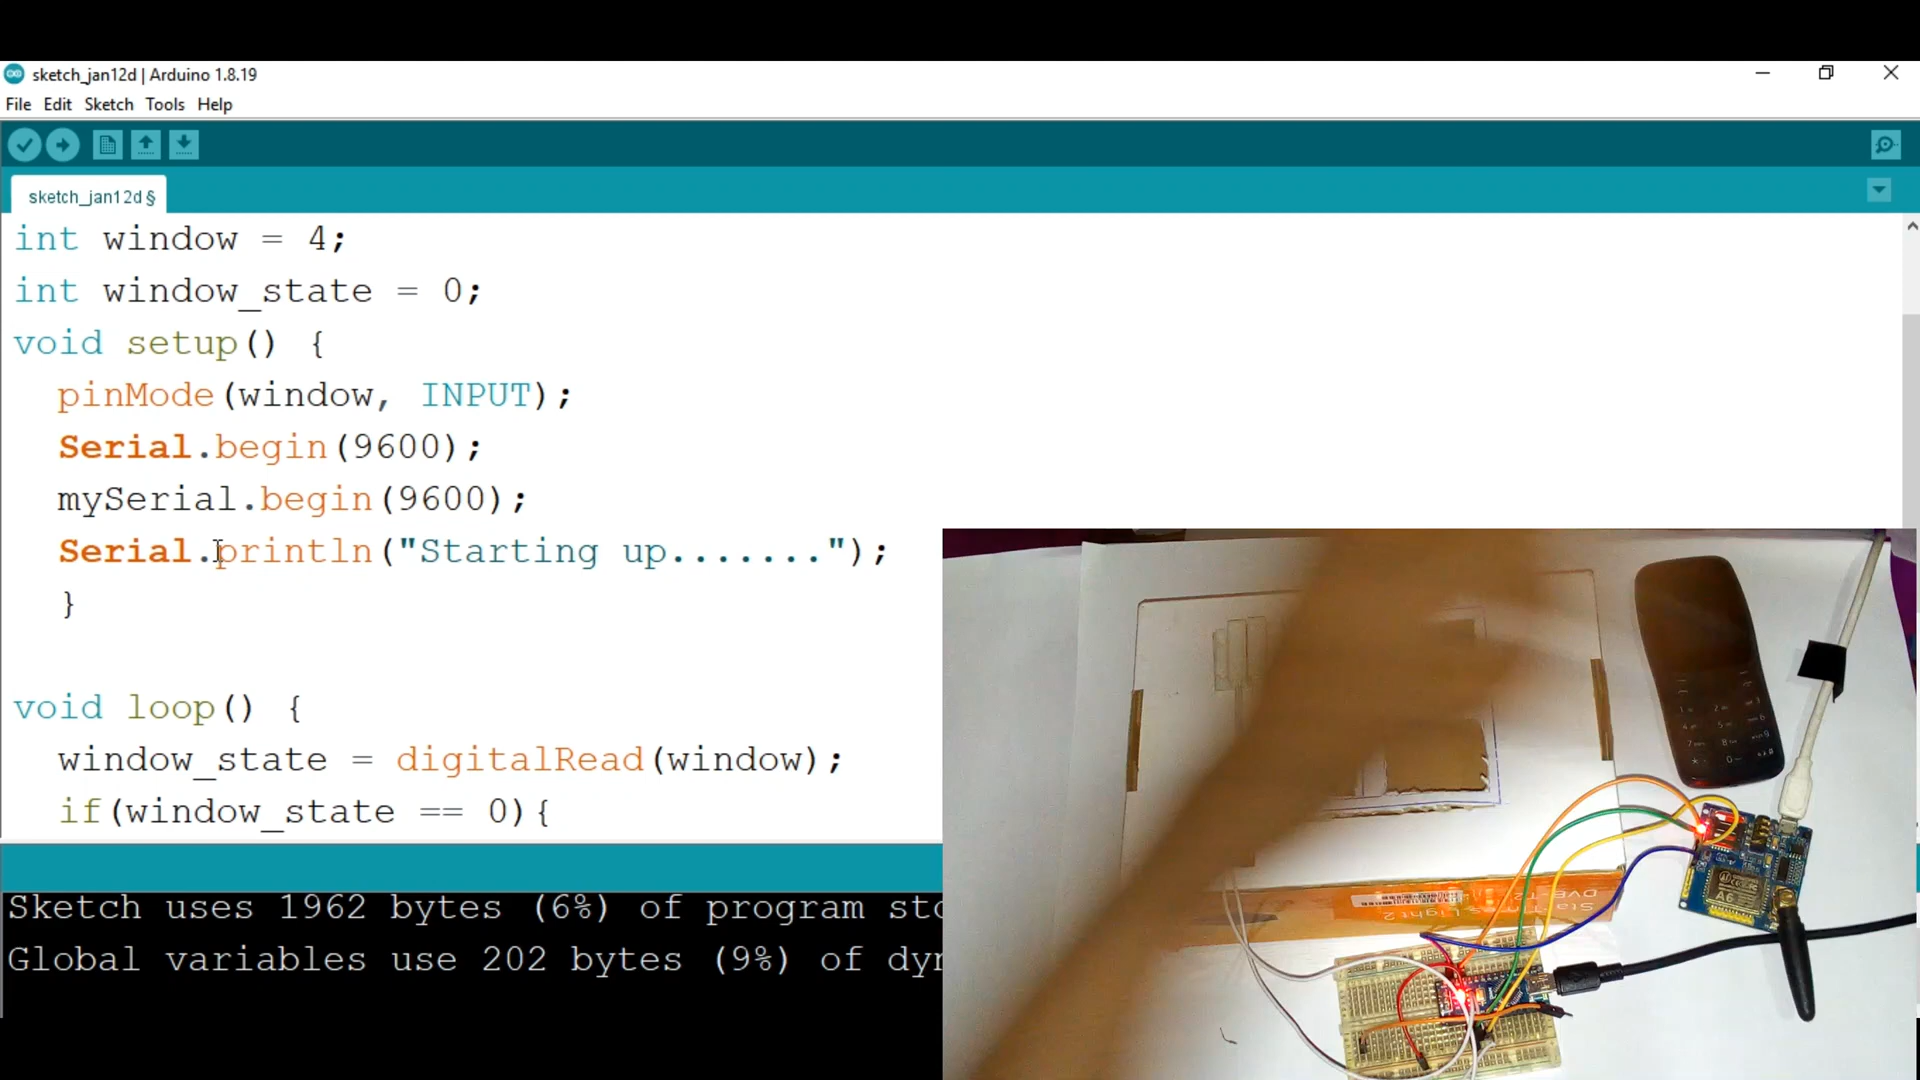 sketch_jan12d | Arduino 1.8.19
File Edit Sketch Tools Help
sketch_jan12d §
int window = 4;
int window_state = 0;
void setup() {
pinMode(window, INPUT);
Serial.begin(9600);
mySerial.begin(9600);
Serial.println("Starting up.......");
}
void loop() {
window_state = digitalRead(window);
if(window_state == 0){
Sketch uses 1962 bytes (6%) of program sto
Global variables use 202 bytes (9%) of dyn
A6